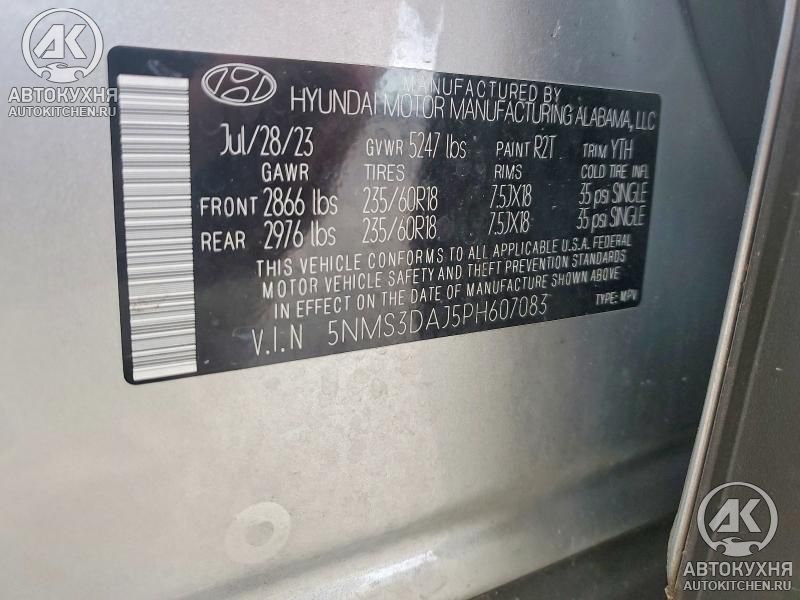 AK
АВТОКУХНЯ
AUTOKITCHEN.RU
MANUFACTURED BY
HYUNDAI MOTOR MANUFACTURING ALABAMA, LLC
Jul/28/23 GVWR 5247 lbs PAINT R2T TRIM YTH
GAWR TIRES RIMS COLD TIRE INFL
FRONT 2866 lbs 235/60R18 7.5JX18 35 psi SINGLE
REAR 2976 lbs 235/60R18 7.5JX18 35 psi SINGLE
THIS VEHICLE CONFORMS TO ALL APPLICABLE U.S.A. FEDERAL
MOTOR VEHICLE SAFETY AND THEFT PREVENTION STANDARDS
IN EFFECT ON THE DATE OF MANUFACTURE SHOWN ABOVE
V.I.N 5NMS3DAJ5PH607083 TYPE: MPV
AK
АВТОКУХНЯ
AUTOKITCHEN.RU